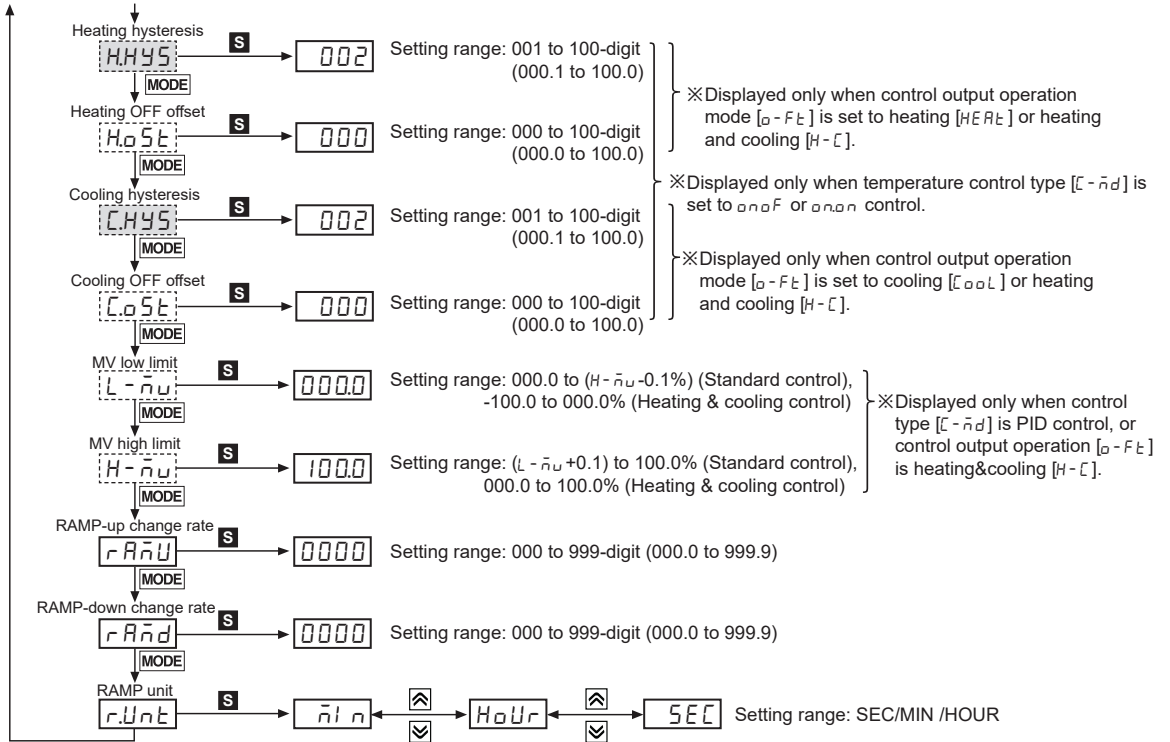 Heating hysteresis
H.HYS
S
002
Setting range: 001 to 100-digit
(000.1 to 100.0)
MODE
Heating OFF offset
H.oSt
S
000
Setting range: 000 to 100-digit
(000.0 to 100.0)
MODE
※Displayed only when control output operation
mode [o-Ft] is set to heating [HEAt] or heating
and cooling [H-C].
Cooling hysteresis
C.HYS
S
002
Setting range: 001 to 100-digit
(000.1 to 100.0)
MODE
※Displayed only when temperature control type [C-md] is
set to onoF or on.on control.
Cooling OFF offset
C.oSt
S
000
Setting range: 000 to 100-digit
(000.0 to 100.0)
MODE
※Displayed only when control output operation
mode [o-Ft] is set to cooling [CooL] or heating
and cooling [H-C].
MV low limit
L-mv
S
000.0
Setting range: 000.0 to (H-mv-0.1%) (Standard control),
-100.0 to 000.0% (Heating & cooling control)
MODE
MV high limit
H-mv
S
100.0
Setting range: (L-mv+0.1) to 100.0% (Standard control),
000.0 to 100.0% (Heating & cooling control)
MODE
※Displayed only when control
type [C-md] is PID control, or
control output operation [o-Ft]
is heating&cooling [H-C].
RAMP-up change rate
rAmU
S
0000
Setting range: 000 to 999-digit (000.0 to 999.9)
MODE
RAMP-down change rate
rAmd
S
0000
Setting range: 000 to 999-digit (000.0 to 999.9)
MODE
RAMP unit
r.Unt
S
mIn
HoUr
SEC
Setting range: SEC/MIN /HOUR